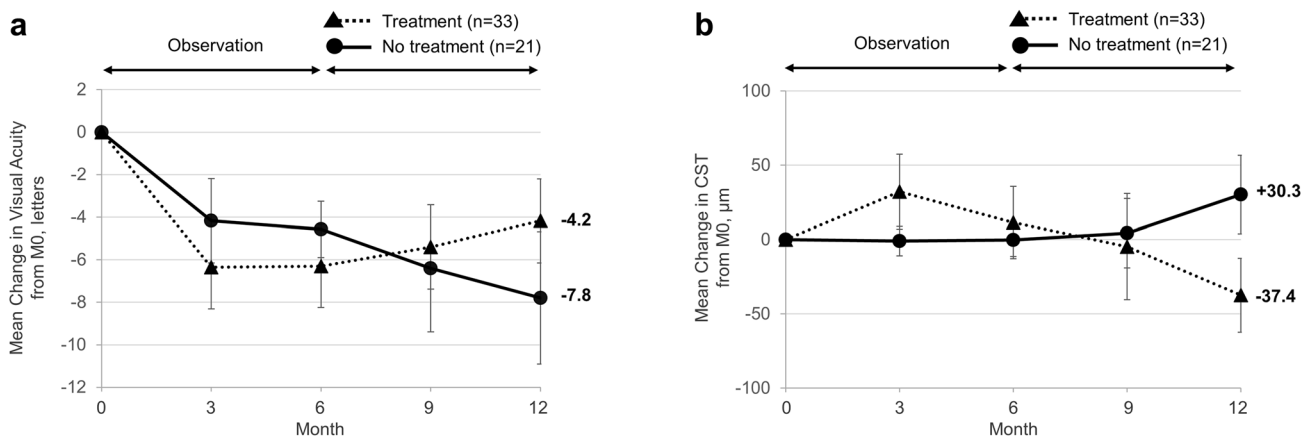 a
Treatment (n=33)
No treatment (n=21)
Observation
2
0
-2
-4
-6
-8
-10
-12
Mean Change in Visual Acuity
from M0, letters
-4.2
-7.8
0 3 6 9 12
Month
b
Treatment (n=33)
No treatment (n=21)
Observation
100
50
0
-50
-100
Mean Change in CST
from M0, μm
+30.3
-37.4
0 3 6 9 12
Month